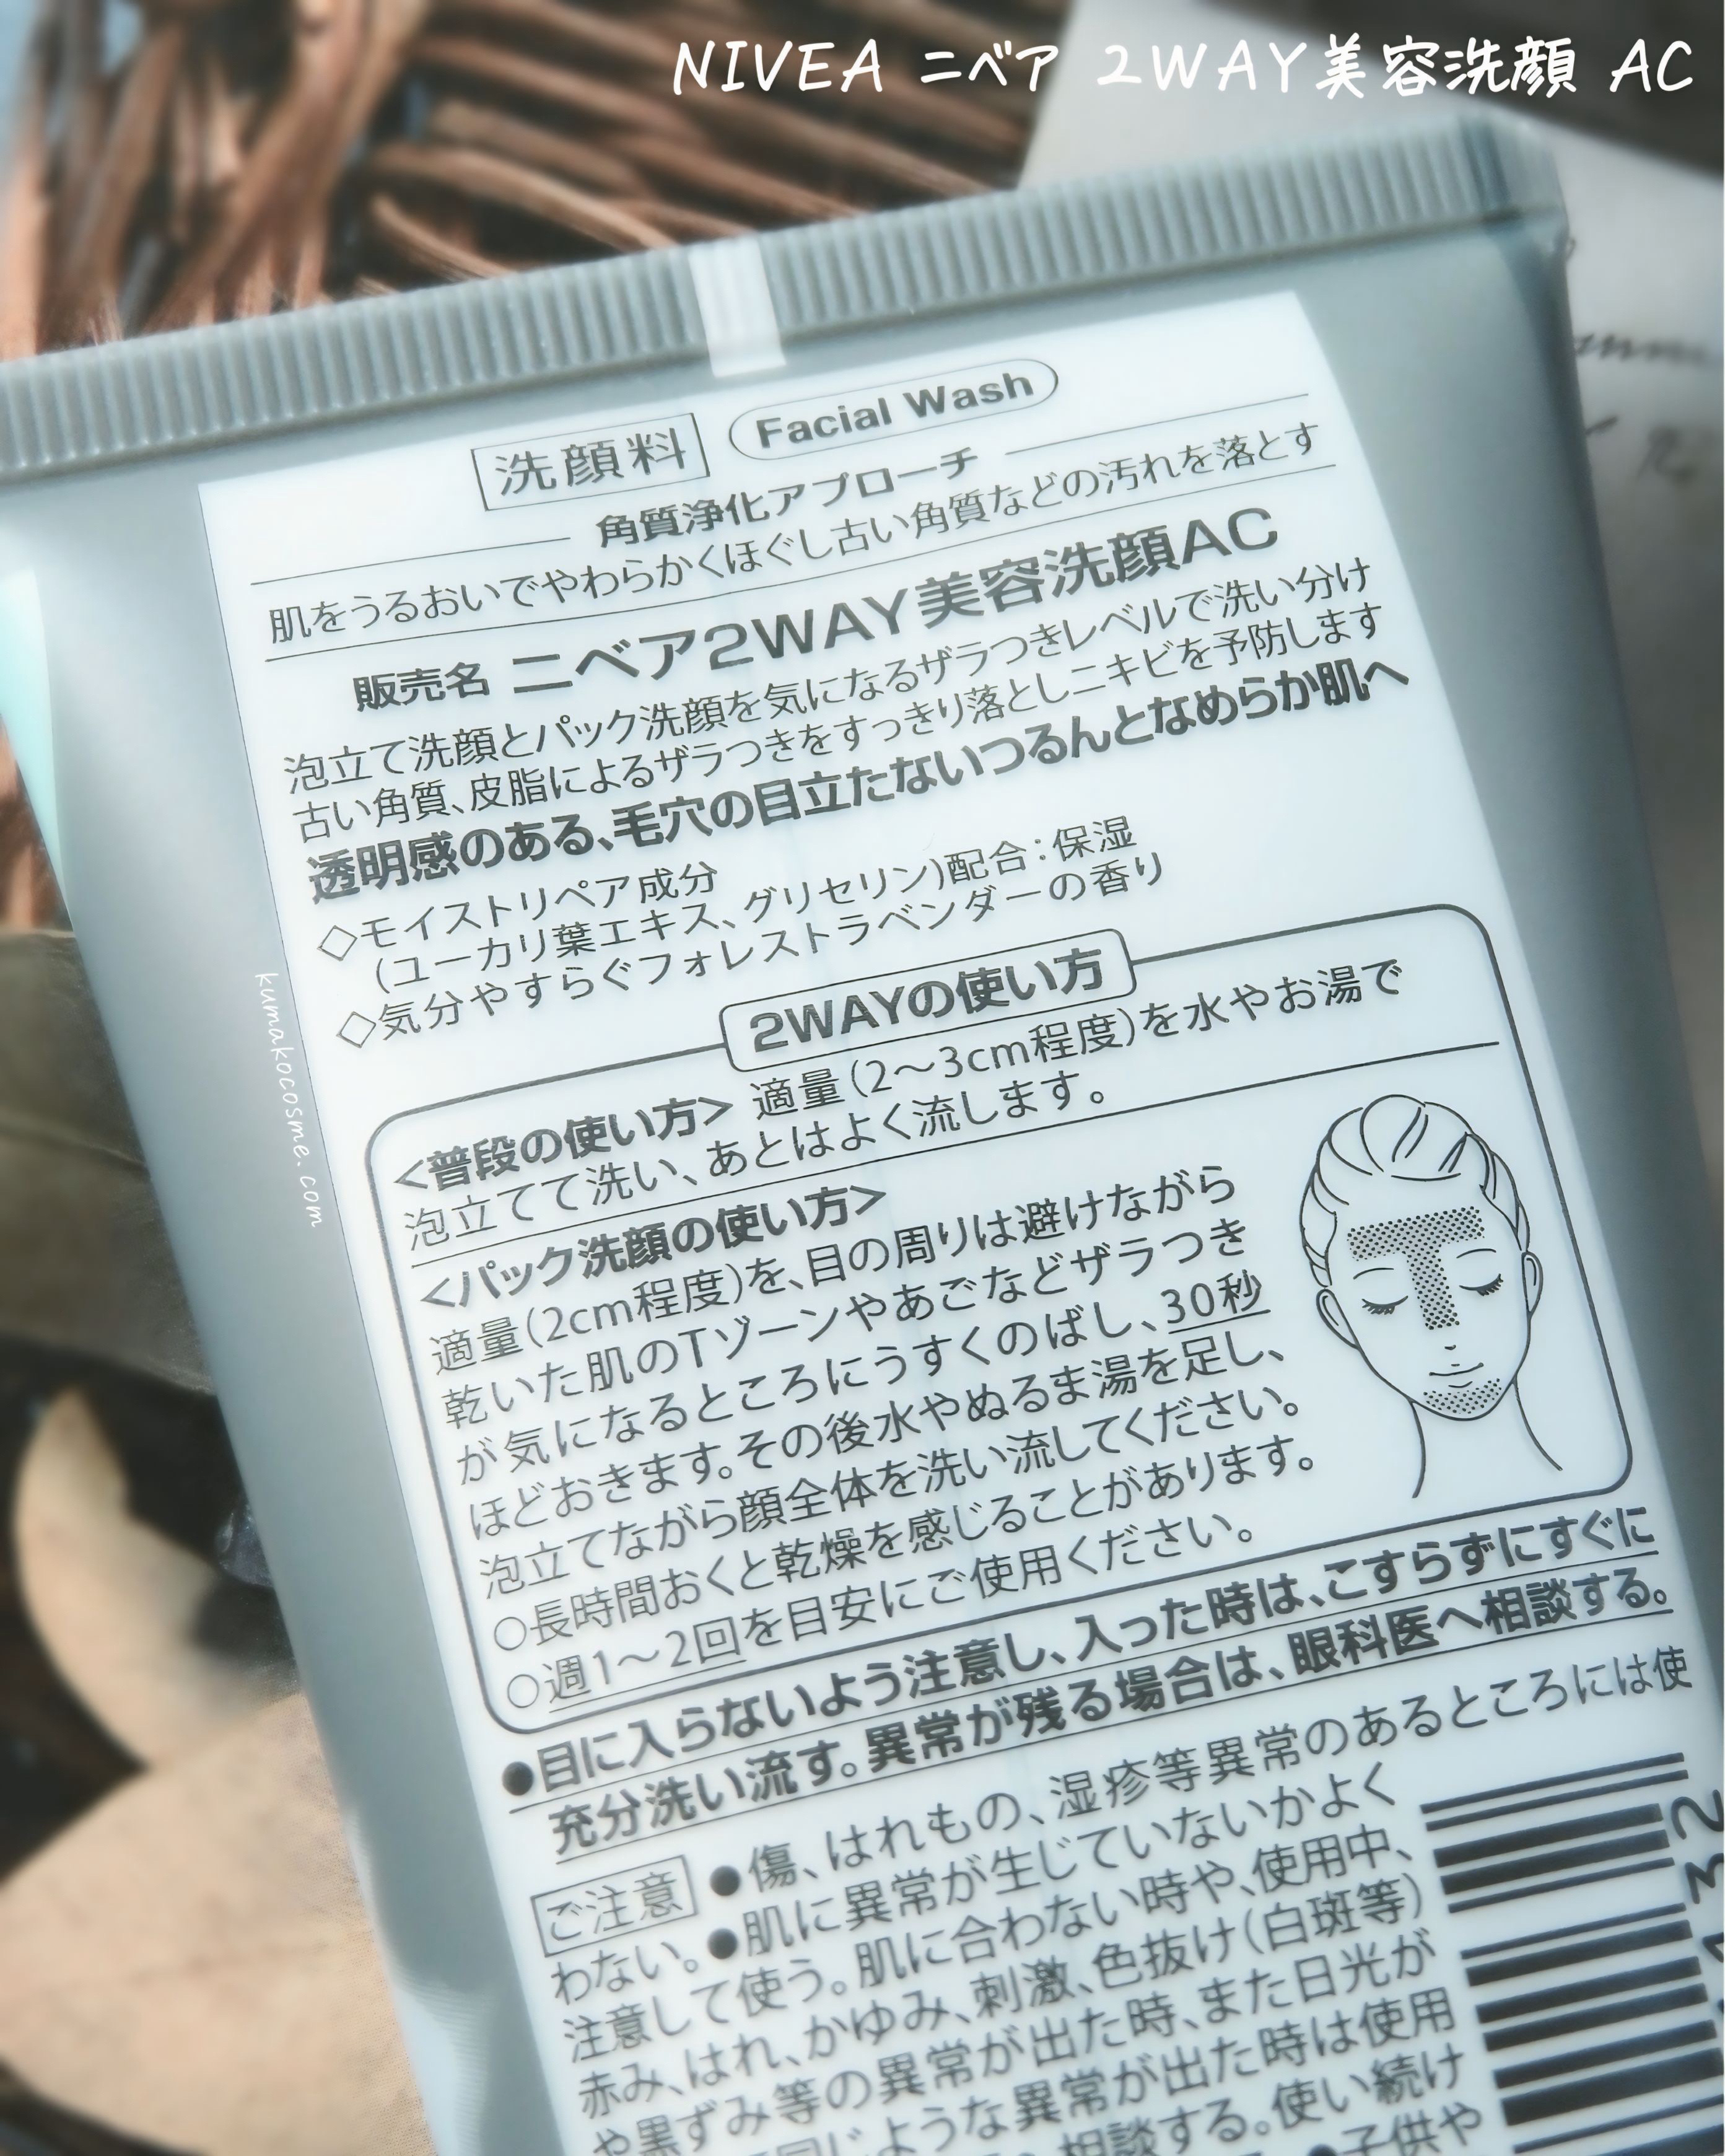 NIVEA ニベア 2WAY美容洗顔 AC
洗顔料 Facial Wash
角質浄化アプローチ
肌をうるおいでやわらかくほぐし古い角質などの汚れを落とす
販売名 ニベア2WAY美容洗顔AC
泡立て洗顔とパック洗顔を気になるザラつきレベルで洗い分け
古い角質、皮脂によるザラつきをすっきり落としニキビを予防します
透明感のある、毛穴の目立たないつるんとなめらか肌へ
◇モイストリペア成分
(ユーカリ葉エキス、グリセリン)配合：保湿
◇気分やすらぐフォレストラベンダーの香り
2WAYの使い方
<普段の使い方> 適量(2〜3cm程度)を水やお湯で
泡立てて洗い、あとはよく流します。
<パック洗顔の使い方>
適量(2cm程度)を、目の周りは避けながら
乾いた肌のTゾーンやあごなどザラつき
が気になるところにうすくのばし、30秒
ほどおきます。その後水やぬるま湯を足し、
泡立てながら顔全体を洗い流してください。
○長時間おくと乾燥を感じることがあります。
○週1〜2回を目安にご使用ください。
●目に入らないよう注意し、入った時は、こすらずにすぐに
充分洗い流す。異常が残る場合は、眼科医へ相談する。
ご注意 ●傷、はれもの、湿疹等異常のあるところには使
わない。●肌に異常が生じていないかよく
注意して使う。肌に合わない時や、使用中、
赤み、はれ、かゆみ、刺激、色抜け(白斑等)
や黒ずみ等の異常が出た時、また日光が
同じような異常が出た時は使用
相談する。使い続け
●子供や
kumakocosme.com